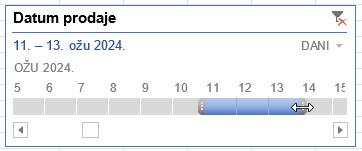 Datum prodaje
11. – 13. ožu 2024. DANI
OŽU 2024.
5 6 7 8 9 10 11 12 13 14 15